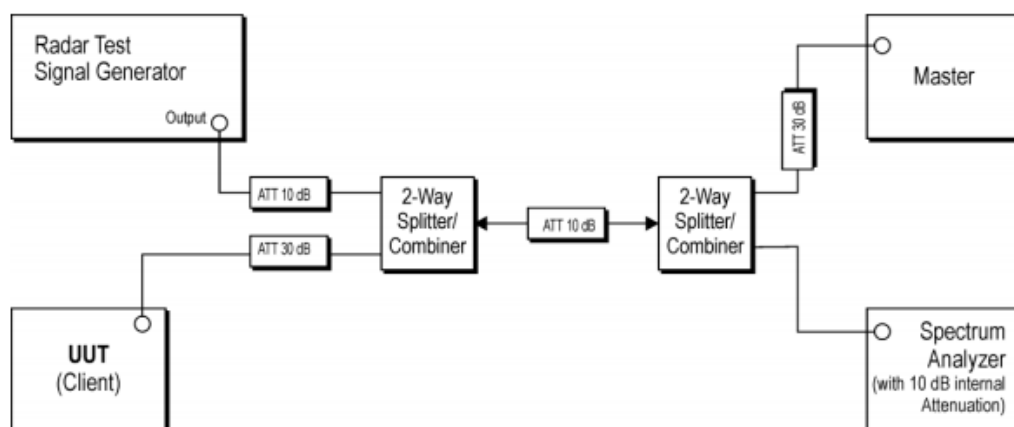 Radar Test
Signal Generator
Output
ATT 10 dB
2-Way
Splitter/
Combiner
ATT 30 dB
ATT 10 dB
2-Way
Splitter/
Combiner
ATT 30 dB
Master
UUT
(Client)
Spectrum
Analyzer
(with 10 dB internal
Attenuation)